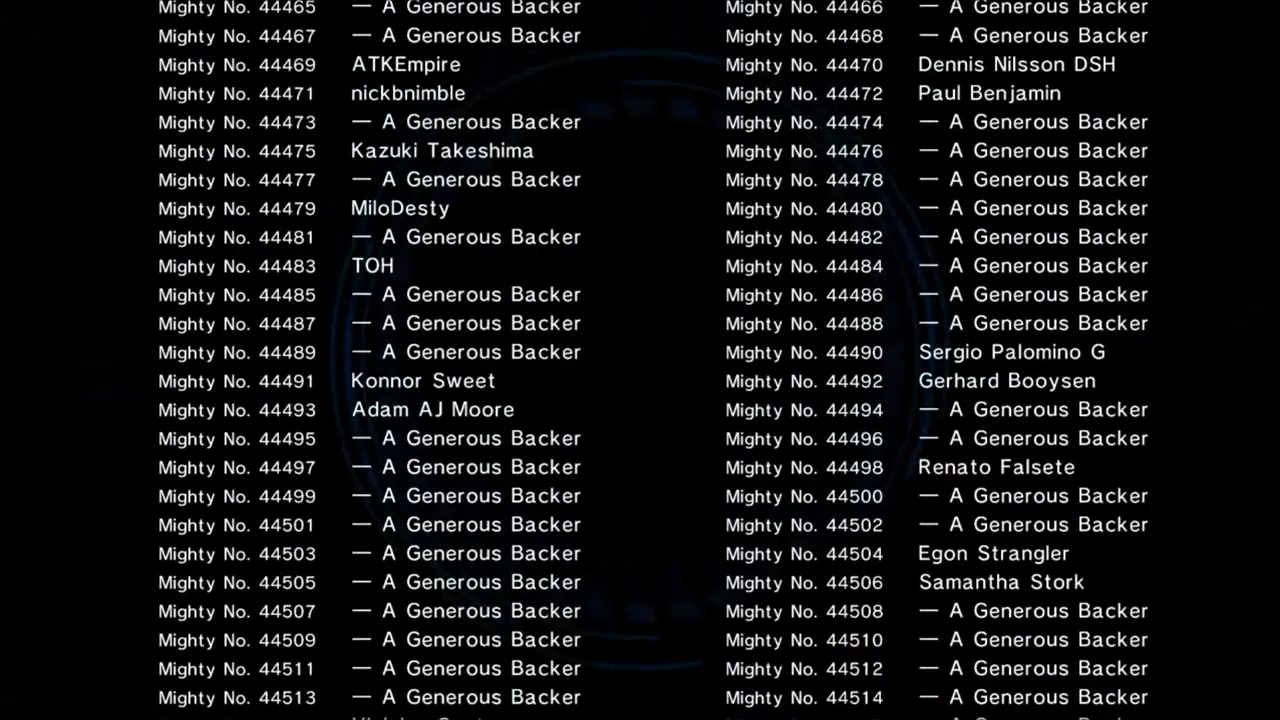 Mighty No. 44465 — A Generous Backer Mighty No. 44466 — A Generous Backer
Mighty No. 44467 — A Generous Backer Mighty No. 44468 — A Generous Backer
Mighty No. 44469 ATKEmpire Mighty No. 44470 Dennis Nilsson DSH
Mighty No. 44471 nickbnimble Mighty No. 44472 Paul Benjamin
Mighty No. 44473 — A Generous Backer Mighty No. 44474 — A Generous Backer
Mighty No. 44475 Kazuki Takeshima Mighty No. 44476 — A Generous Backer
Mighty No. 44477 — A Generous Backer Mighty No. 44478 — A Generous Backer
Mighty No. 44479 MiloDesty Mighty No. 44480 — A Generous Backer
Mighty No. 44481 — A Generous Backer Mighty No. 44482 — A Generous Backer
Mighty No. 44483 TOH Mighty No. 44484 — A Generous Backer
Mighty No. 44485 — A Generous Backer Mighty No. 44486 — A Generous Backer
Mighty No. 44487 — A Generous Backer Mighty No. 44488 — A Generous Backer
Mighty No. 44489 — A Generous Backer Mighty No. 44490 Sergio Palomino G
Mighty No. 44491 Konnor Sweet Mighty No. 44492 Gerhard Booysen
Mighty No. 44493 Adam AJ Moore Mighty No. 44494 — A Generous Backer
Mighty No. 44495 — A Generous Backer Mighty No. 44496 — A Generous Backer
Mighty No. 44497 — A Generous Backer Mighty No. 44498 Renato Falsete
Mighty No. 44499 — A Generous Backer Mighty No. 44500 — A Generous Backer
Mighty No. 44501 — A Generous Backer Mighty No. 44502 — A Generous Backer
Mighty No. 44503 — A Generous Backer Mighty No. 44504 Egon Strangler
Mighty No. 44505 — A Generous Backer Mighty No. 44506 Samantha Stork
Mighty No. 44507 — A Generous Backer Mighty No. 44508 — A Generous Backer
Mighty No. 44509 — A Generous Backer Mighty No. 44510 — A Generous Backer
Mighty No. 44511 — A Generous Backer Mighty No. 44512 — A Generous Backer
Mighty No. 44513 — A Generous Backer Mighty No. 44514 — A Generous Backer